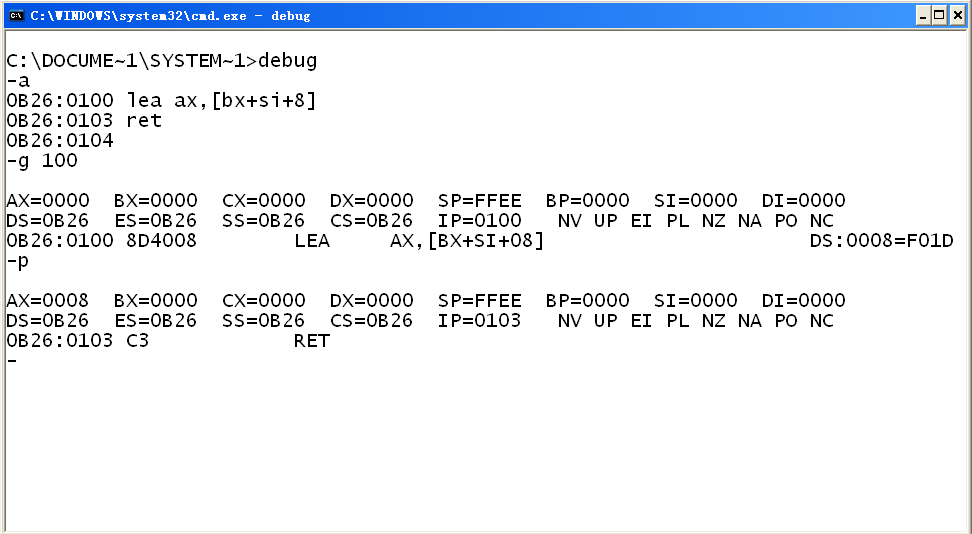 C:\WINDOWS\system32\cmd.exe - debug
C:\DOCUME~1\SYSTEM~1>debug
-a
0B26:0100 lea ax,[bx+si+8]
0B26:0103 ret
0B26:0104
-g 100
AX=0000  BX=0000  CX=0000  DX=0000  SP=FFEE  BP=0000  SI=0000  DI=0000
DS=0B26  ES=0B26  SS=0B26  CS=0B26  IP=0100   NV UP EI PL NZ NA PO NC
0B26:0100 8D4008        LEA     AX,[BX+SI+08]                      DS:0008=F01D
-p
AX=0008  BX=0000  CX=0000  DX=0000  SP=FFEE  BP=0000  SI=0000  DI=0000
DS=0B26  ES=0B26  SS=0B26  CS=0B26  IP=0103   NV UP EI PL NZ NA PO NC
0B26:0103 C3            RET
-